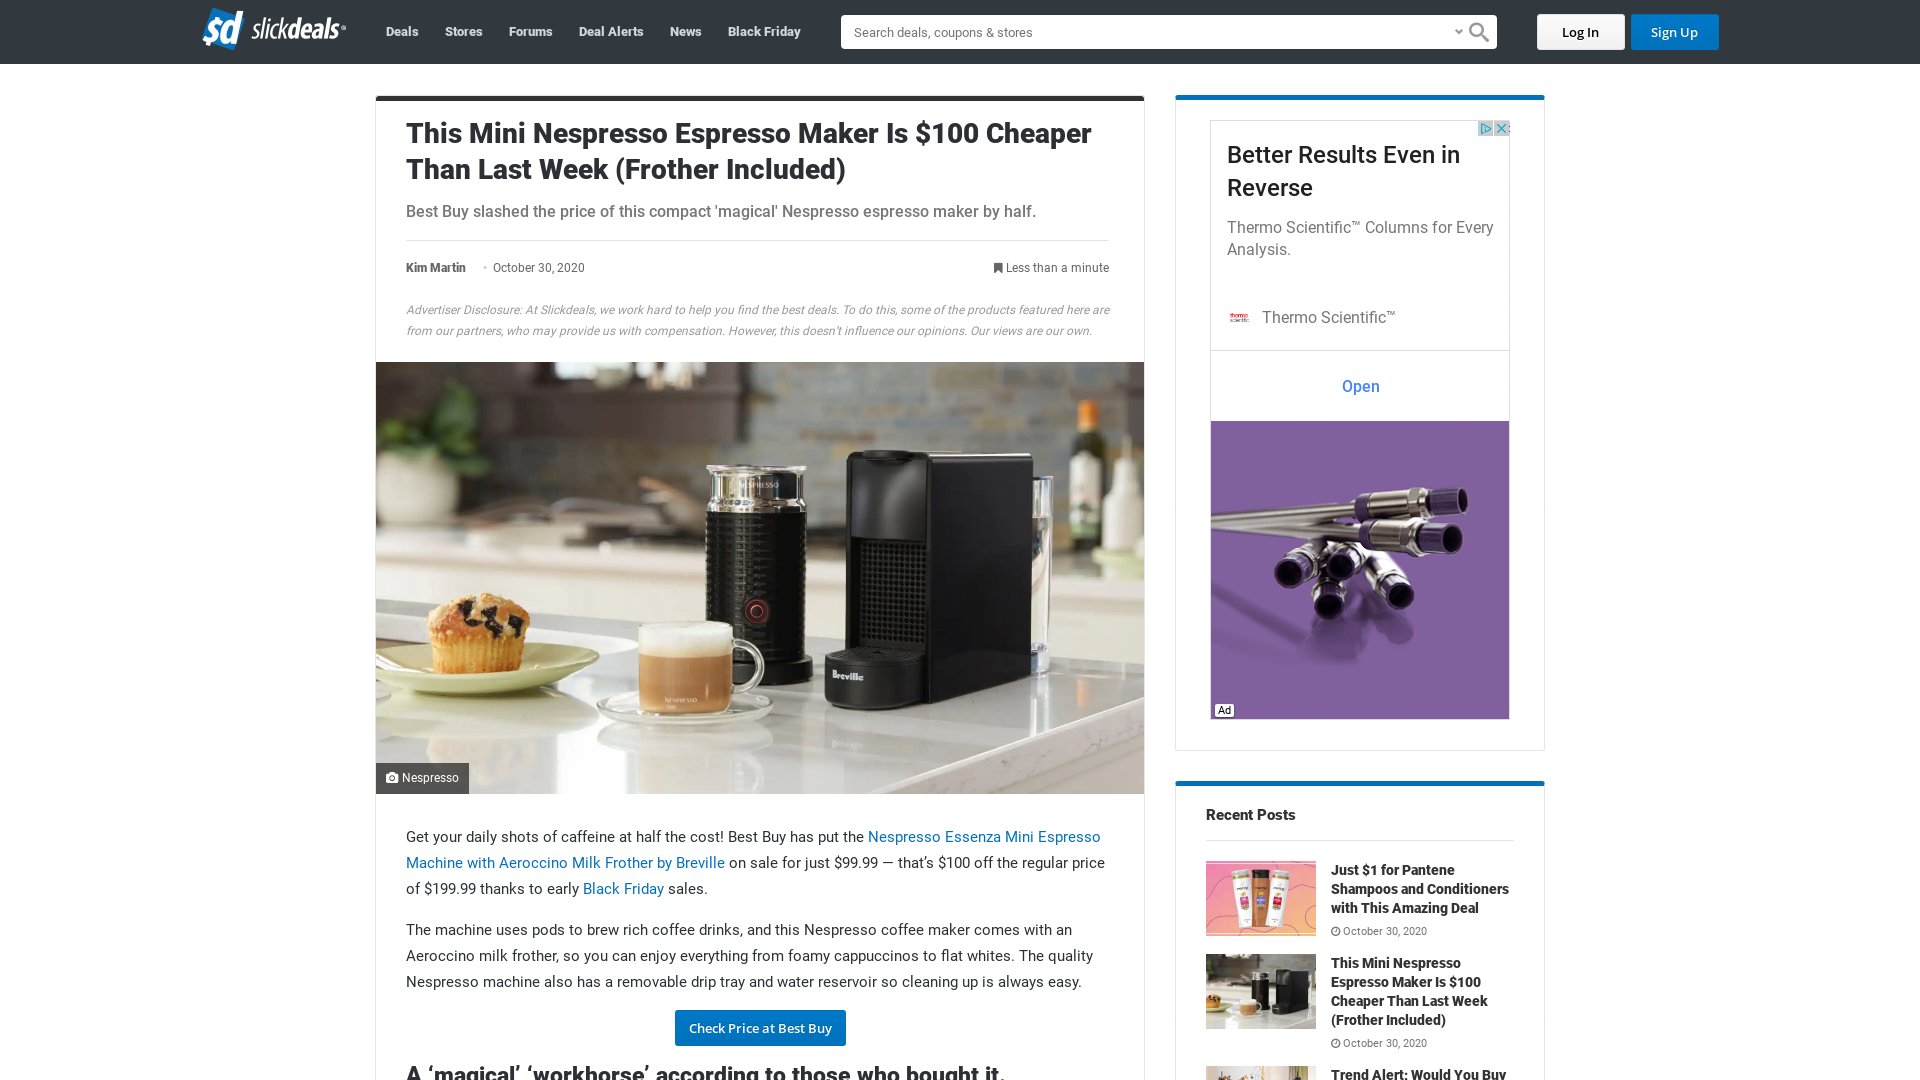 sd slickdeals
Deals
Stores
Forums
Deal Alerts
News
Black Friday
Search deals, coupons & stores
Log In
Sign Up
This Mini Nespresso Espresso Maker Is $100 Cheaper
Than Last Week (Frother Included)
Best Buy slashed the price of this compact 'magical' Nespresso espresso maker by half.
Kim Martin • October 30, 2020
Less than a minute
Advertiser Disclosure: At Slickdeals, we work hard to help you find the best deals. To do this, some of the products featured here are
from our partners, who may provide us with compensation. However, this doesn't influence our opinions. Our views are our own.
NESPRESSO
Breville
NESPRESSO
Nespresso
Get your daily shots of caffeine at half the cost! Best Buy has put the Nespresso Essenza Mini Espresso
Machine with Aeroccino Milk Frother by Breville on sale for just $99.99 — that’s $100 off the regular price
of $199.99 thanks to early Black Friday sales.
The machine uses pods to brew rich coffee drinks, and this Nespresso coffee maker comes with an
Aeroccino milk frother, so you can enjoy everything from foamy cappuccinos to flat whites. The quality
Nespresso machine also has a removable drip tray and water reservoir so cleaning up is always easy.
Check Price at Best Buy
A ‘magical’ ‘workhorse’ according to those who bought it.
Better Results Even in
Reverse
Thermo Scientific™ Columns for Every
Analysis.
thermo
scientific
Thermo Scientific™
Open
Ad
Recent Posts
Just $1 for Pantene
Shampoos and Conditioners
with This Amazing Deal
October 30, 2020
This Mini Nespresso
Espresso Maker Is $100
Cheaper Than Last Week
(Frother Included)
October 30, 2020
Trend Alert: Would You Buy